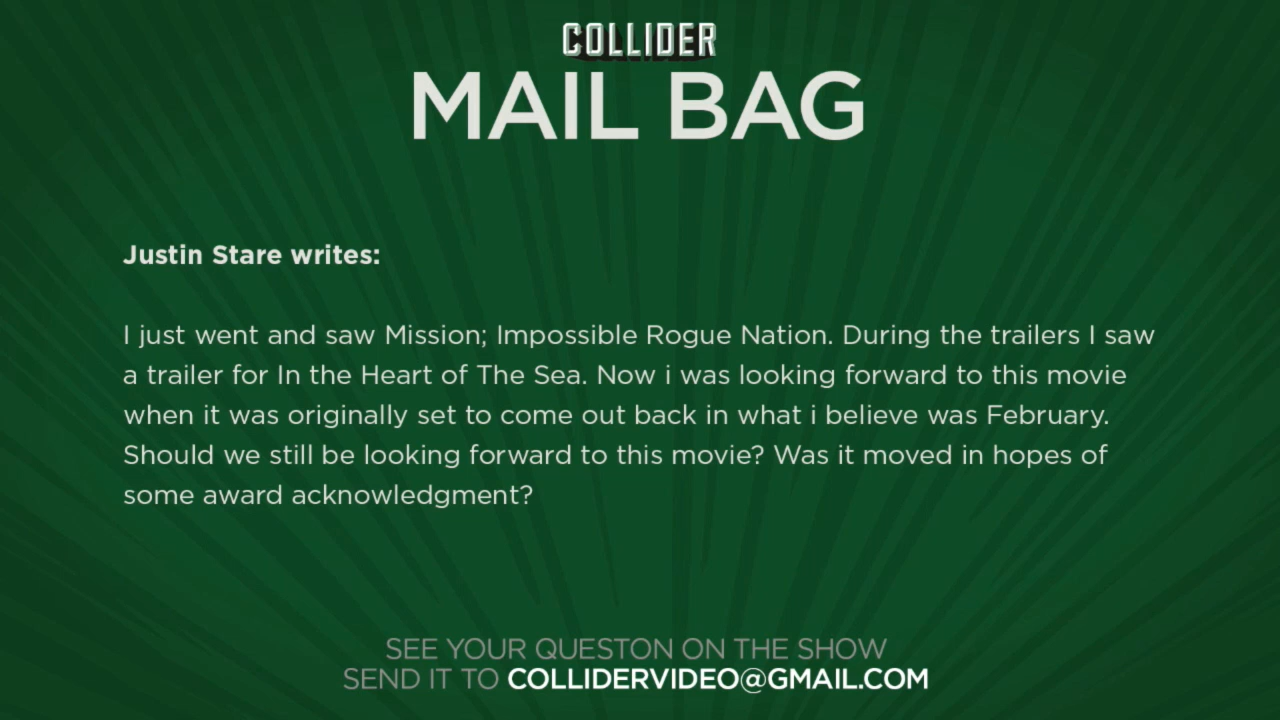 COLLIDER
MAIL BAG
Justin Stare writes:
I just went and saw Mission; Impossible Rogue Nation. During the trailers I saw
a trailer for In the Heart of The Sea. Now i was looking forward to this movie
when it was originally set to come out back in what i believe was February.
Should we still be looking forward to this movie? Was it moved in hopes of
some award acknowledgment?
SEE YOUR QUESTON ON THE SHOW
SEND IT TO COLLIDERVIDEO@GMAIL.COM